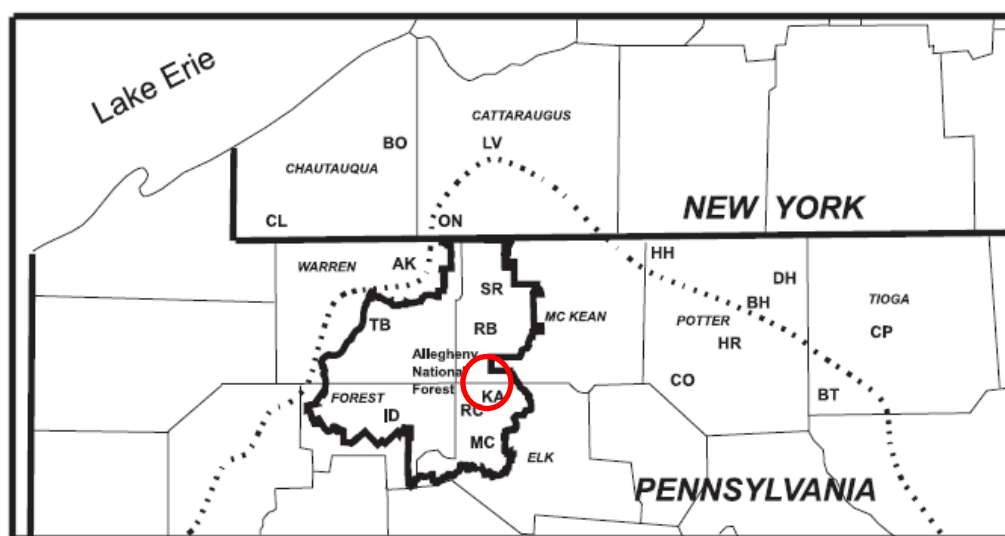 Lake Erie
CATTARAUGUS
BO
LV
CHAUTAUQUA
NEW YORK
CL
ON
HH
WARREN
AK
DH
SR
BH
TIOGA
TB
MC KEAN
POTTER
RB
CP
HR
Allegheny
National
Forest
CO
FOREST
KA
BT
ID
RC
MC
ELK
PENNSYLVANIA